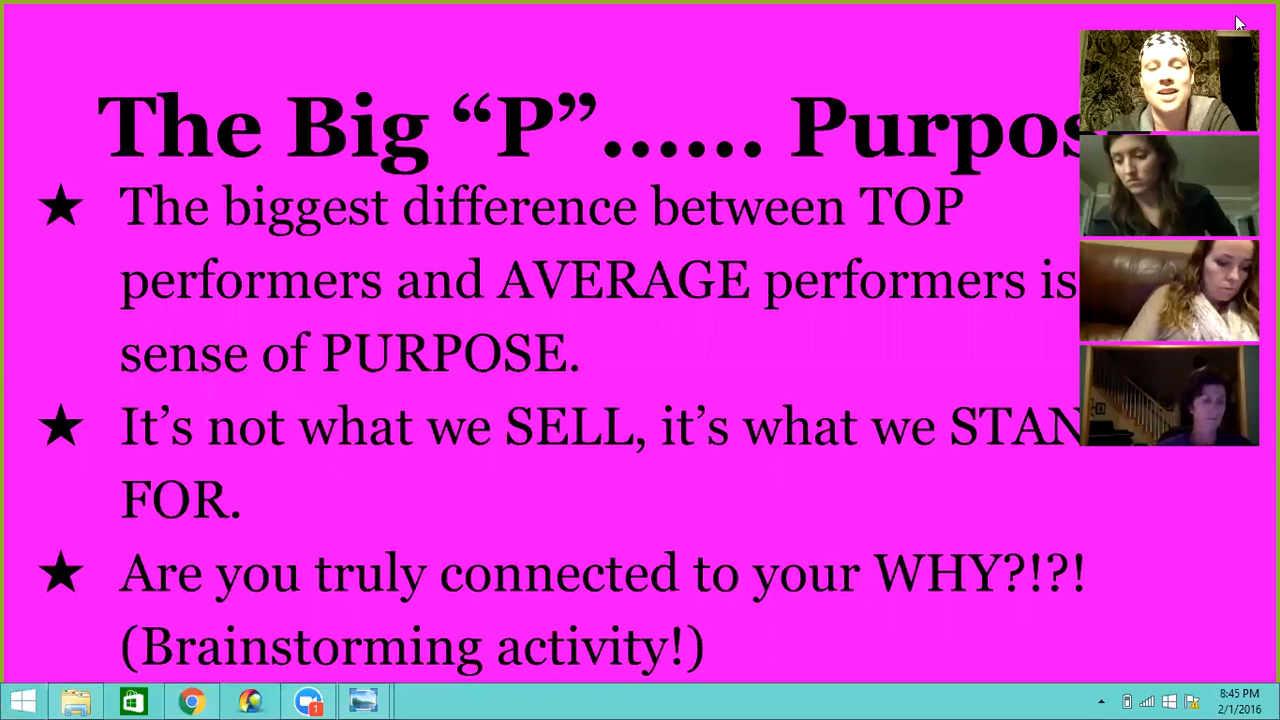 The Big “P”...... Purpos
★ The biggest difference between TOP
performers and AVERAGE performers is
sense of PURPOSE.
★ It’s not what we SELL, it’s what we STAN
FOR.
★ Are you truly connected to your WHY?!?!
(Brainstorming activity!)
1
8:45 PM
2/1/2016